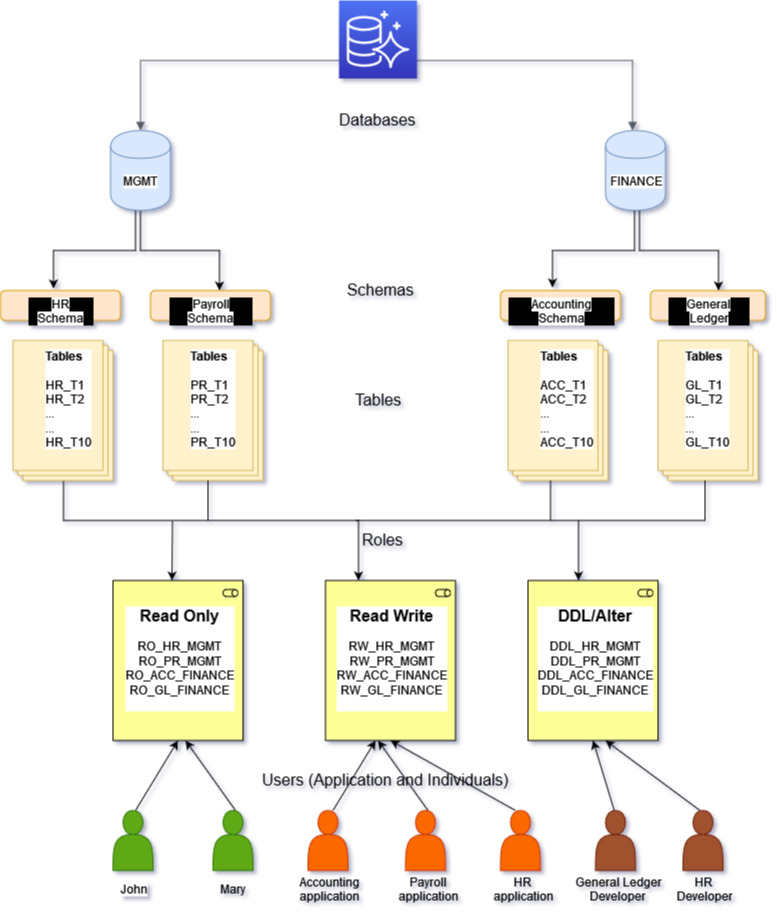 Databases
MGMT
FINANCE
Schemas
HR
Schema
Payroll
Schema
Accounting
Schema
General
Ledger
Tables
HR_T1
HR_T2
...
...
HR_T10
Tables
PR_T1
PR_T2
...
...
PR_T10
Tables
Tables
ACC_T1
ACC_T2
...
...
ACC_T10
Tables
GL_T1
GL_T2
...
...
GL_T10
Roles
Read Only
RO_HR_MGMT
RO_PR_MGMT
RO_ACC_FINANCE
RO_GL_FINANCE
Read Write
RW_HR_MGMT
RW_PR_MGMT
RW_ACC_FINANCE
RW_GL_FINANCE
DDL/Alter
DDL_HR_MGMT
DDL_PR_MGMT
DDL_ACC_FINANCE
DDL_GL_FINANCE
Users (Application and Individuals)
John
Mary
Accounting
application
Payroll
application
HR
application
General Ledger
Developer
HR
Developer